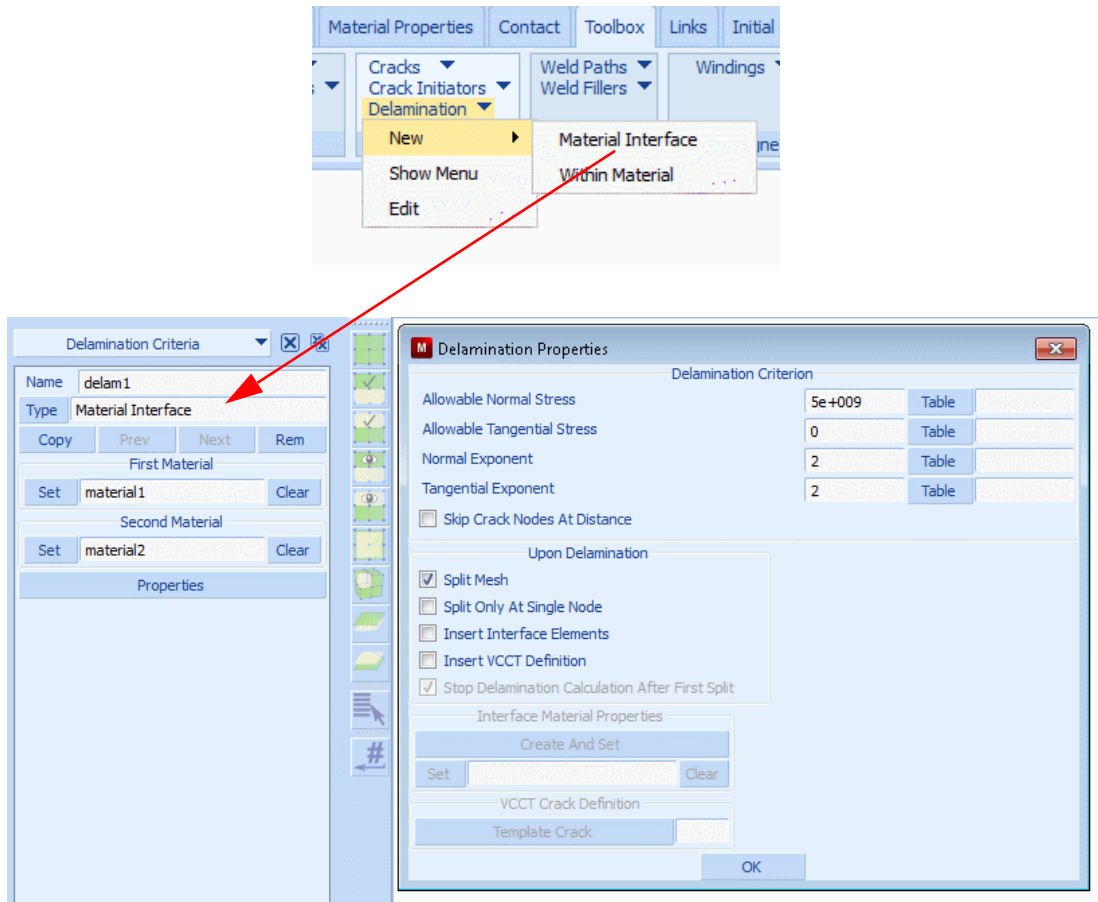 Material Properties Contact Toolbox Links Initial
Cracks Weld Paths Windings
Crack Initiators Weld Fillers
Delamination
New Material Interface
Show Menu Within Material
Edit
Delamination Criteria
Name delam1
Type Material Interface
Copy Prev Next Rem
First Material
Set material1 Clear
Second Material
Set material2 Clear
Properties
M Delamination Properties
Delamination Criterion
Allowable Normal Stress 5e+009 Table
Allowable Tangential Stress 0 Table
Normal Exponent 2 Table
Tangential Exponent 2 Table
Skip Crack Nodes At Distance
Upon Delamination
Split Mesh
Split Only At Single Node
Insert Interface Elements
Insert VCCT Definition
Stop Delamination Calculation After First Split
Interface Material Properties
Create And Set
Set Clear
VCCT Crack Definition
Template Crack
OK
#